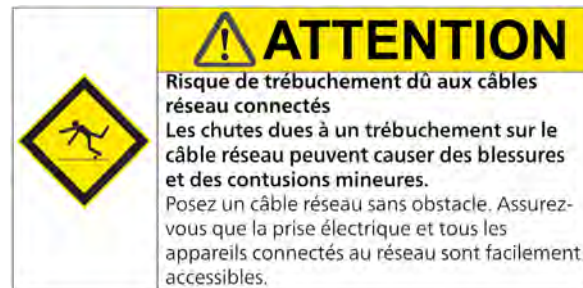 ATTENTION
Risque de trébuchement dû aux câbles
réseau connectés
Les chutes dues à un trébuchement sur le
câble réseau peuvent causer des blessures
et des contusions mineures.
Posez un câble réseau sans obstacle. Assurez-
vous que la prise électrique et tous les
appareils connectés au réseau sont facilement
accessibles.